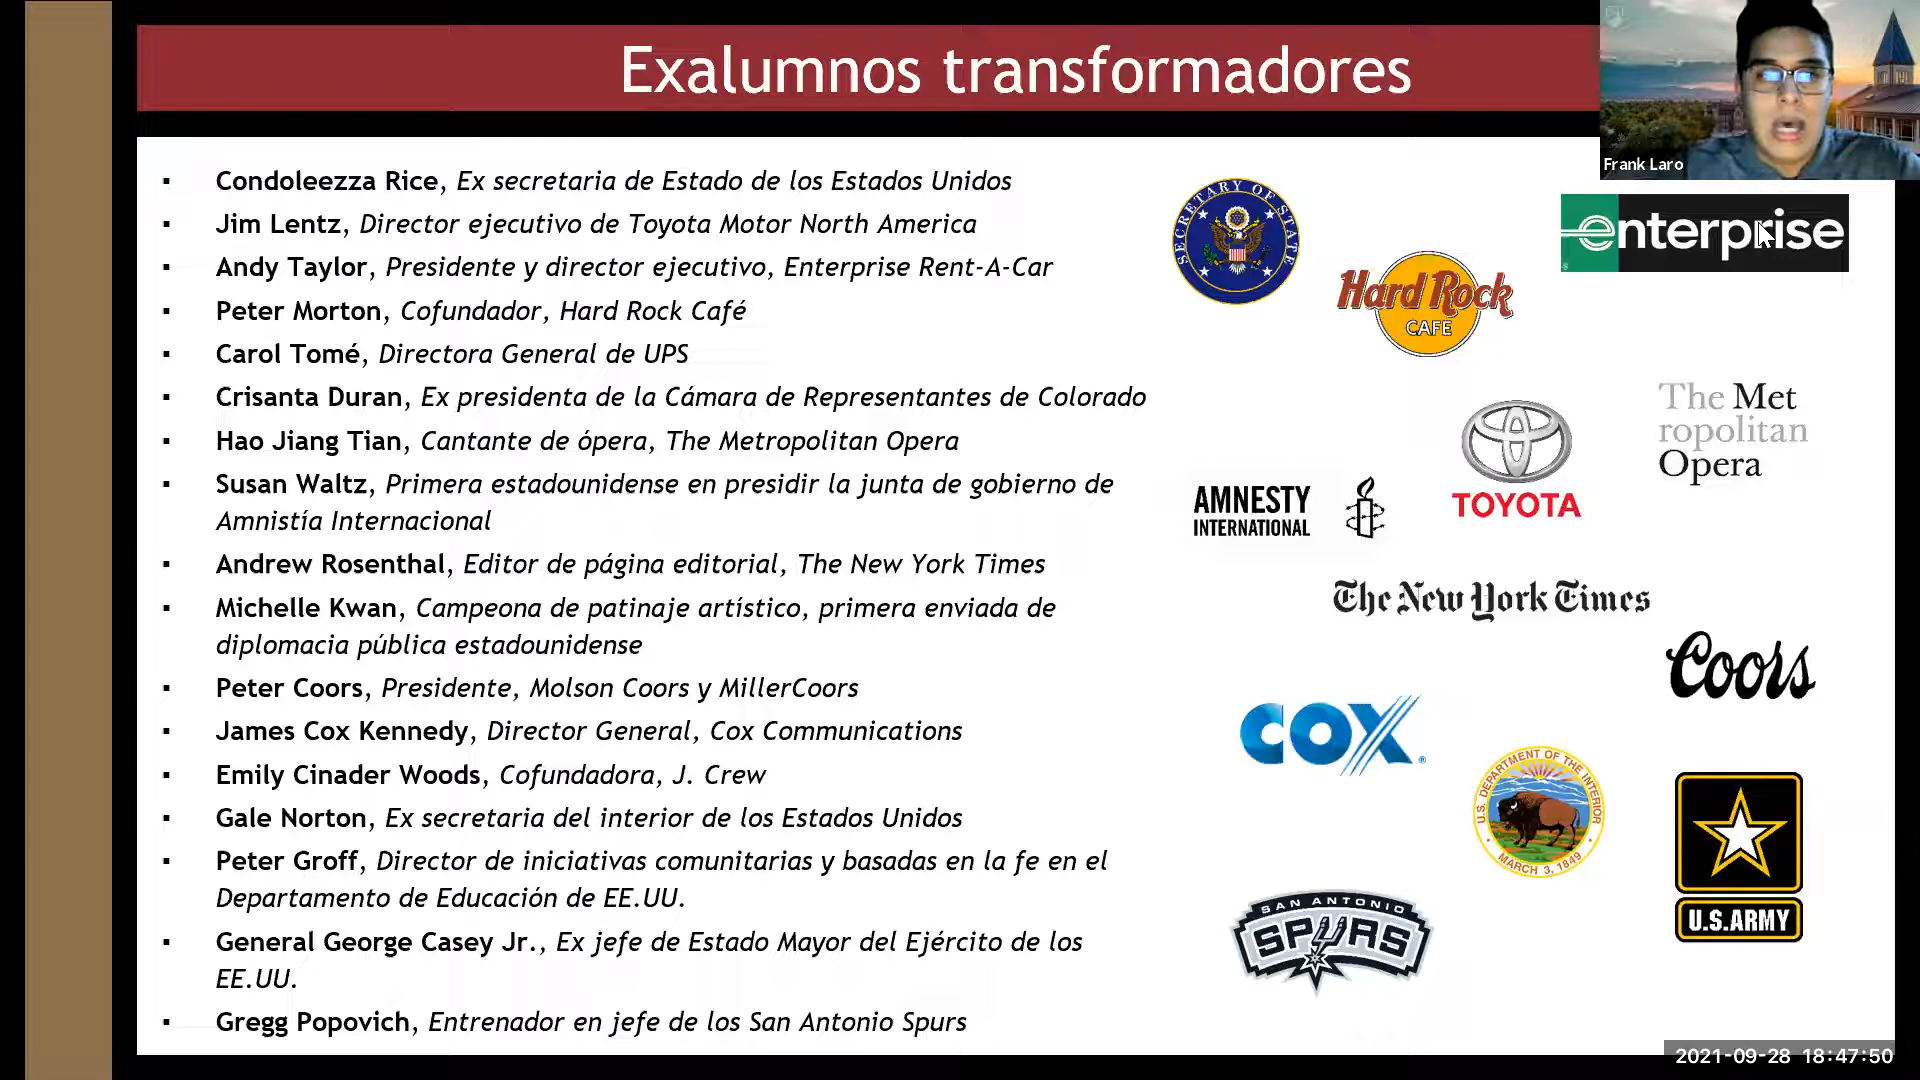 Exalumnos transformadores
Frank Laro
▪ Condoleezza Rice, Ex secretaria de Estado de los Estados Unidos
▪ Jim Lentz, Director ejecutivo de Toyota Motor North America
▪ Andy Taylor, Presidente y director ejecutivo, Enterprise Rent-A-Car
▪ Peter Morton, Cofundador, Hard Rock Café
▪ Carol Tomé, Directora General de UPS
▪ Crisanta Duran, Ex presidenta de la Cámara de Representantes de Colorado
▪ Hao Jiang Tian, Cantante de ópera, The Metropolitan Opera
▪ Susan Waltz, Primera estadounidense en presidir la junta de gobierno de
Amnistía Internacional
▪ Andrew Rosenthal, Editor de página editorial, The New York Times
▪ Michelle Kwan, Campeona de patinaje artístico, primera enviada de
diplomacia pública estadounidense
▪ Peter Coors, Presidente, Molson Coors y MillerCoors
▪ James Cox Kennedy, Director General, Cox Communications
▪ Emily Cinader Woods, Cofundadora, J. Crew
▪ Gale Norton, Ex secretaria del interior de los Estados Unidos
▪ Peter Groff, Director de iniciativas comunitarias y basadas en la fe en el
Departamento de Educación de EE.UU.
▪ General George Casey Jr., Ex jefe de Estado Mayor del Ejército de los
EE.UU.
▪ Gregg Popovich, Entrenador en jefe de los San Antonio Spurs
SECRETARY OF STATE
enterprise
Hard Rock
CAFE
The Met
ropolitan
Opera
TOYOTA
AMNESTY
INTERNATIONAL
The New York Times
Coors
COX
U.S. DEPARTMENT OF THE INTERIOR
MARCH 3, 1849
U.S.ARMY
SAN ANTONIO
SPURS
2021-09-28 18:47:50